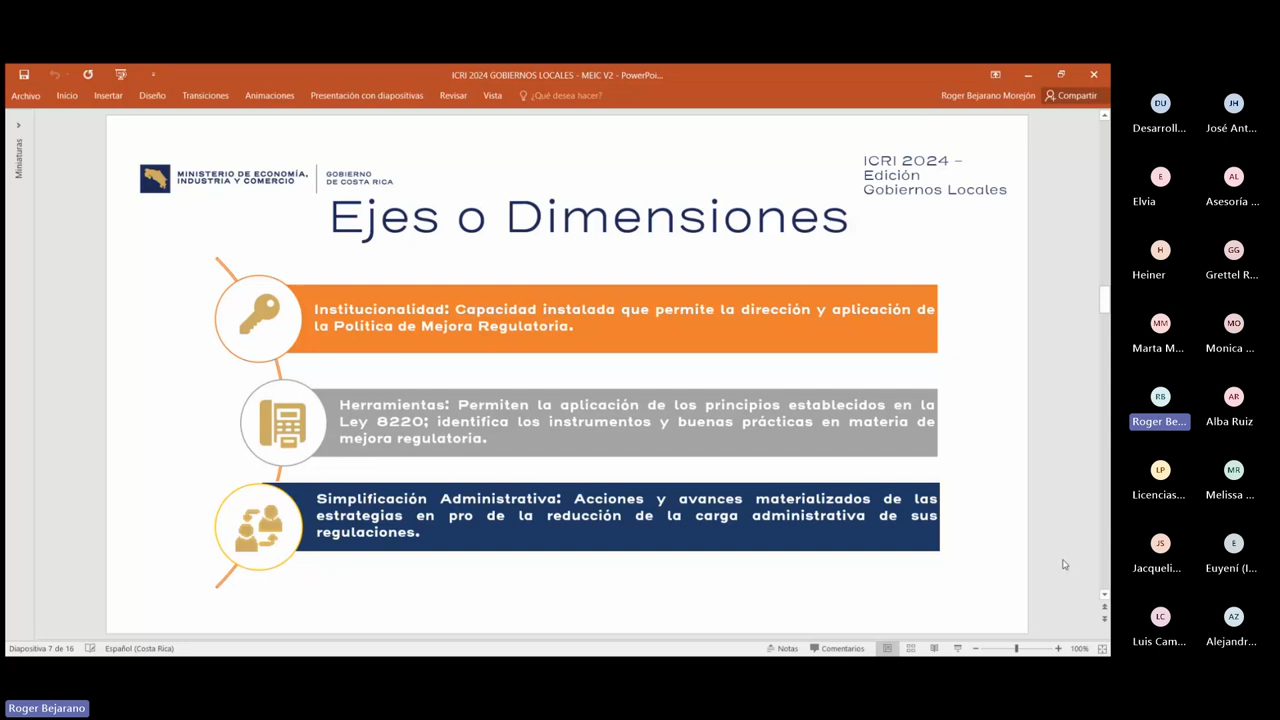 ICRI 2024 GOBIERNOS LOCALES - MEIC V2 - PowerPoi...
Archivo
Inicio
Insertar
Diseño
Transiciones
Animaciones
Presentación con diapositivas
Revisar
Vista
¿Qué desea hacer?
Roger Bejarano Morejón
Compartir
Miniaturas
MINISTERIO DE ECONOMÍA,
INDUSTRIA Y COMERCIO
GOBIERNO
DE COSTA RICA
ICRI 2024 –
Edición
Gobiernos Locales
Ejes o Dimensiones
Institucionalidad: Capacidad instalada que permite la dirección y aplicación de
la Política de Mejora Regulatoria.
Herramientas: Permiten la aplicación de los principios establecidos en la
Ley 8220; identifica los instrumentos y buenas prácticas en materia de
mejora regulatoria.
Simplificación Administrativa: Acciones y avances materializados de las
estrategias en pro de la reducción de la carga administrativa de sus
regulaciones.
Diapositiva 7 de 16
Español (Costa Rica)
Notas
Comentarios
100%
DU
JH
Desarroll...
José Ant...
E
AL
Elvia
Asesoría ...
H
GG
Heiner
Grettel R...
MM
MO
Marta M...
Monica ...
RB
AR
Roger Be...
Alba Ruiz
LP
MR
Licencias...
Melissa ...
JS
E
Jacqueli...
Euyení (I...
LC
AZ
Luis Cam...
Alejandr...
Roger Bejarano